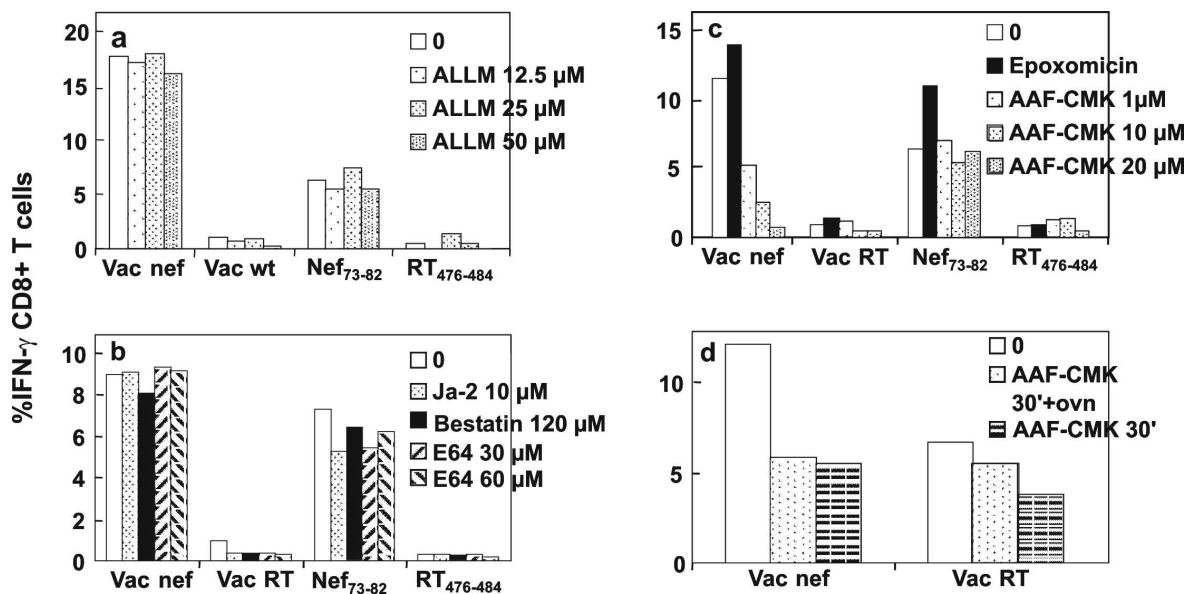 %IFN-γ CD8+ T cells
a
20
15
10
5
0
0
ALLM 12.5 µM
ALLM 25 µM
ALLM 50 µM
Vac nef Vac wt Nef73-82 RT476-484
b
10
8
6
4
2
0
0
Ja-2 10 µM
Bestatin 120 µM
E64 30 µM
E64 60 µM
Vac nef Vac RT Nef73-82 RT476-484
c
15
10
5
0
0
Epoxomicin
AAF-CMK 1µM
AAF-CMK 10 µM
AAF-CMK 20 µM
Vac nef Vac RT Nef73-82 RT476-484
d
10
5
0
0
AAF-CMK
30'+ovn
AAF-CMK 30'
Vac nef Vac RT